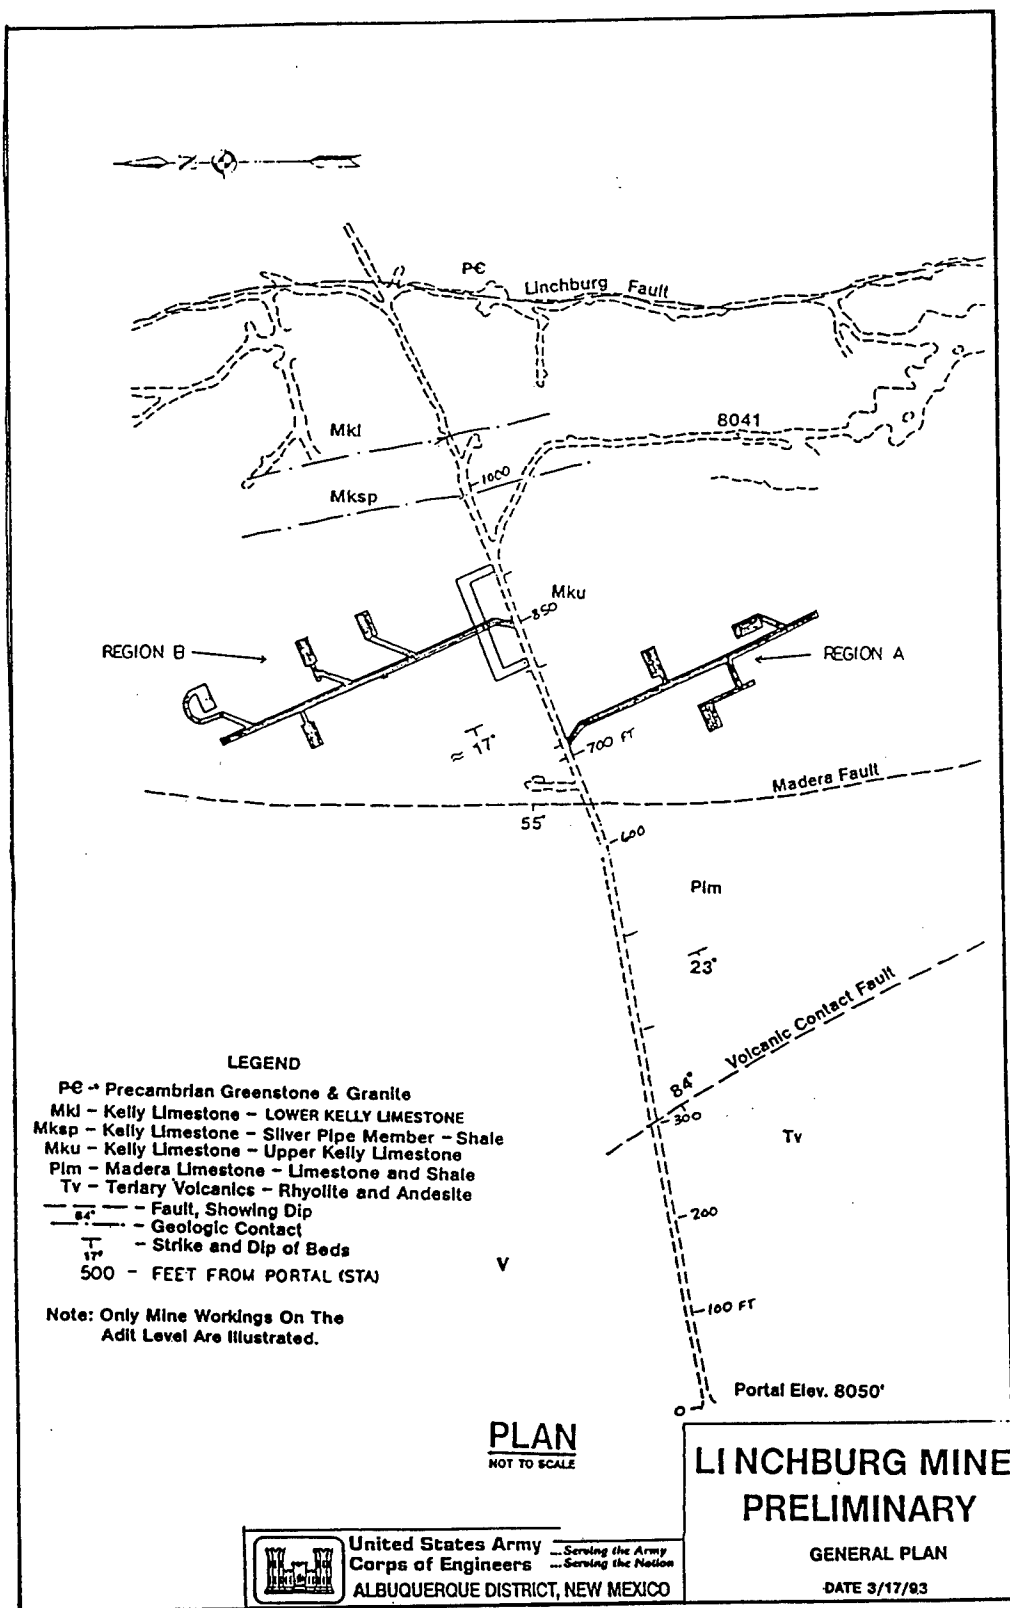 N
PЄ
Linchburg Fault
8041
Mkl
1000
Mksp
Mku
850
REGION B
REGION A
≈ 17°
700 FT
Madera Fault
55°
600
Plm
23°
Volcanic Contact Fault
84°
300
Tv
LEGEND
PЄ - Precambrian Greenstone & Granite
Mkl - Kelly Limestone - LOWER KELLY LIMESTONE
Mksp - Kelly Limestone - Silver Pipe Member - Shale
Mku - Kelly Limestone - Upper Kelly Limestone
Plm - Madera Limestone - Limestone and Shale
Tv - Teriary Volcanics - Rhyolite and Andesite
84° - Fault, Showing Dip
- Geologic Contact
17° - Strike and Dip of Beds
500 - FEET FROM PORTAL (STA)
200
V
100 FT
Note: Only Mine Workings On The
Adit Level Are Illustrated.
Portal Elev. 8050'
0
PLAN
NOT TO SCALE
LINCHBURG MINE
PRELIMINARY
GENERAL PLAN
DATE 3/17/93
United States Army
Corps of Engineers
...Serving the Army
...Serving the Nation
ALBUQUERQUE DISTRICT, NEW MEXICO